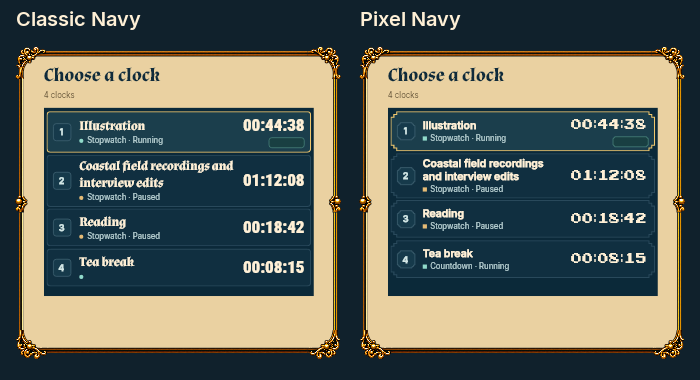 Classic Navy
Choose a clock
4 clocks
1
Illustration
Stopwatch · Running
00:44:38
2
Coastal field recordings and
interview edits
Stopwatch · Paused
01:12:08
3
Reading
Stopwatch · Paused
00:18:42
4
Tea break
00:08:15
Pixel Navy
Choose a clock
4 clocks
1
Illustration
Stopwatch · Running
00:44:38
2
Coastal field recordings
and interview edits
Stopwatch · Paused
01:12:08
3
Reading
Stopwatch · Paused
00:18:42
4
Tea break
Countdown · Running
00:08:15